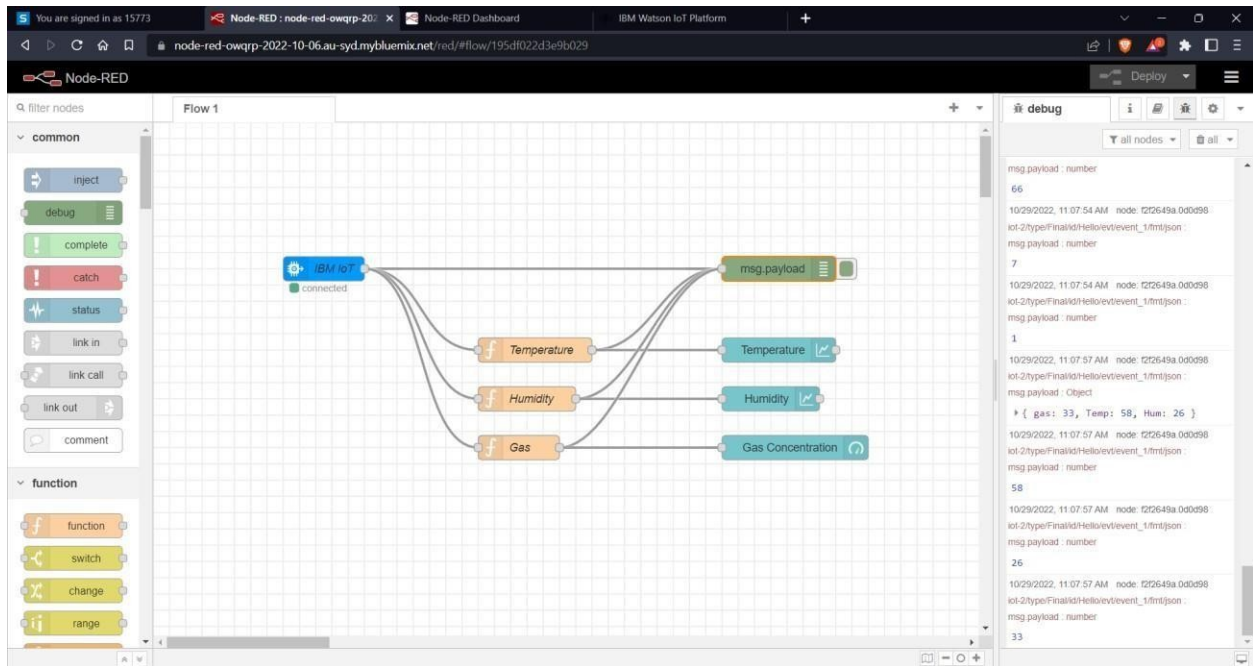 You are signed in as 15773
Node-RED : node-red-owqrp-202
Node-RED Dashboard
IBM Watson IoT Platform
node-red-owqrp-2022-10-06.au-syd.mybluemix.net/red/#flow/195df022d3e9b029
Node-RED
Deploy
filter nodes
common
inject
debug
complete
catch
status
link in
link call
link out
comment
function
function
switch
change
range
Flow 1
IBM IoT
connected
msg.payload
Temperature
Temperature
Humidity
Humidity
Gas
Gas Concentration
debug
all nodes
all
msg.payload : number
66
10/29/2022, 11:07:54 AM node: f2f2649a.0d0d98
iot-2/type/Final/id/Hello/evt/event_1/fmt/json :
msg.payload : number
7
10/29/2022, 11:07:54 AM node: f2f2649a.0d0d98
iot-2/type/Final/id/Hello/evt/event_1/fmt/json :
msg.payload : number
1
10/29/2022, 11:07:57 AM node: f2f2649a.0d0d98
iot-2/type/Final/id/Hello/evt/event_1/fmt/json :
msg.payload : Object
{ gas: 33, Temp: 58, Hum: 26 }
10/29/2022, 11:07:57 AM node: f2f2649a.0d0d98
iot-2/type/Final/id/Hello/evt/event_1/fmt/json :
msg.payload : number
58
10/29/2022, 11:07:57 AM node: f2f2649a.0d0d98
iot-2/type/Final/id/Hello/evt/event_1/fmt/json :
msg.payload : number
26
10/29/2022, 11:07:57 AM node: f2f2649a.0d0d98
iot-2/type/Final/id/Hello/evt/event_1/fmt/json :
msg.payload : number
33